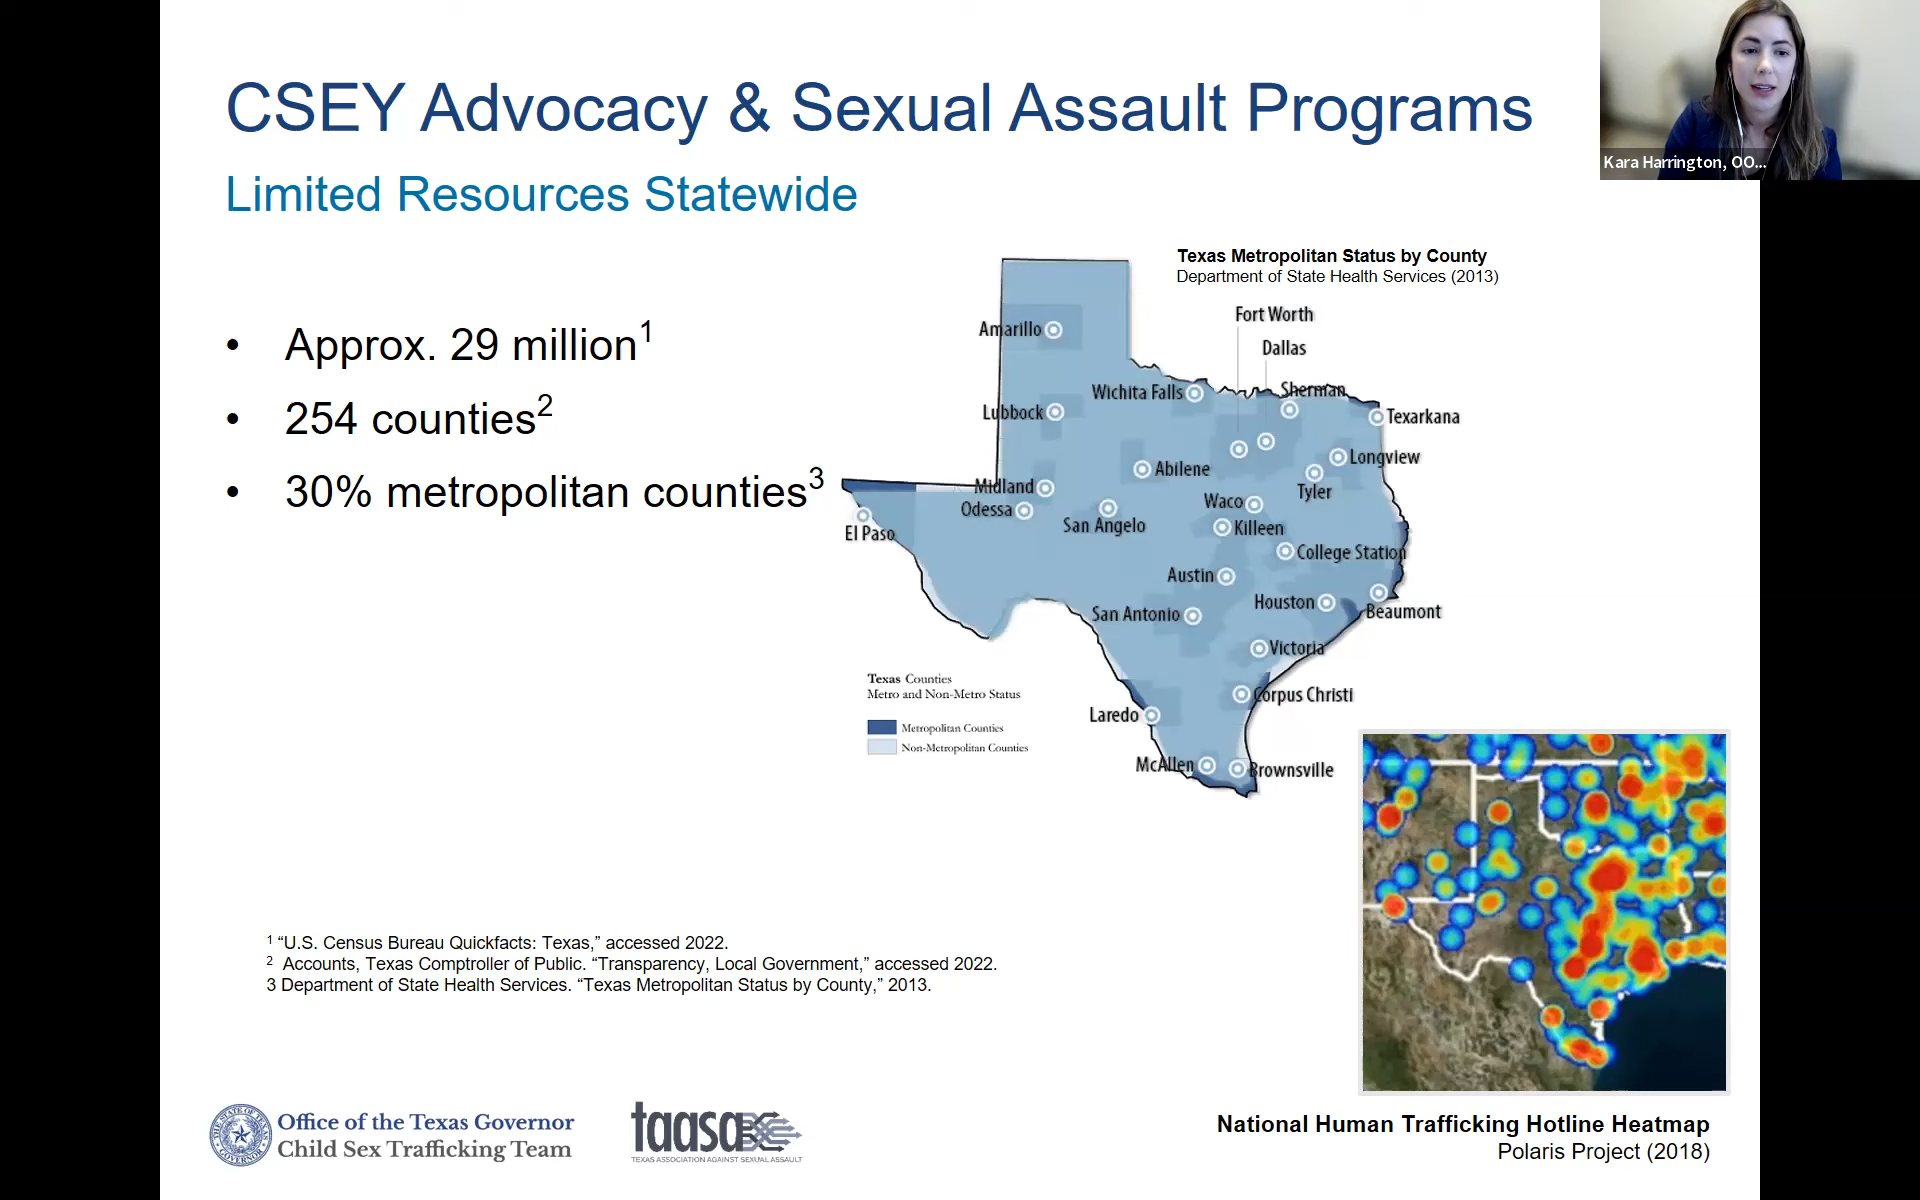 CSEY Advocacy & Sexual Assault Programs
Kara Harrington, OO...
Limited Resources Statewide
• Approx. 29 million1
• 254 counties2
• 30% metropolitan counties3
Texas Metropolitan Status by County
Department of State Health Services (2013)
Fort Worth
Dallas
Amarillo
Wichita Falls
Sherman
Lubbock
Texarkana
Abilene
Longview
Midland
Tyler
Odessa
San Angelo
Waco
El Paso
Killeen
College Station
Austin
San Antonio
Houston
Beaumont
Victoria
Texas Counties
Metro and Non-Metro Status
Corpus Christi
Laredo
Metropolitan Counties
Non-Metropolitan Counties
McAllen
Brownsville
1 “U.S. Census Bureau Quickfacts: Texas,” accessed 2022.
2 Accounts, Texas Comptroller of Public. “Transparency, Local Government,” accessed 2022.
3 Department of State Health Services. “Texas Metropolitan Status by County,” 2013.
Office of the Texas Governor
Child Sex Trafficking Team
taasa
TEXAS ASSOCIATION AGAINST SEXUAL ASSAULT
National Human Trafficking Hotline Heatmap
Polaris Project (2018)